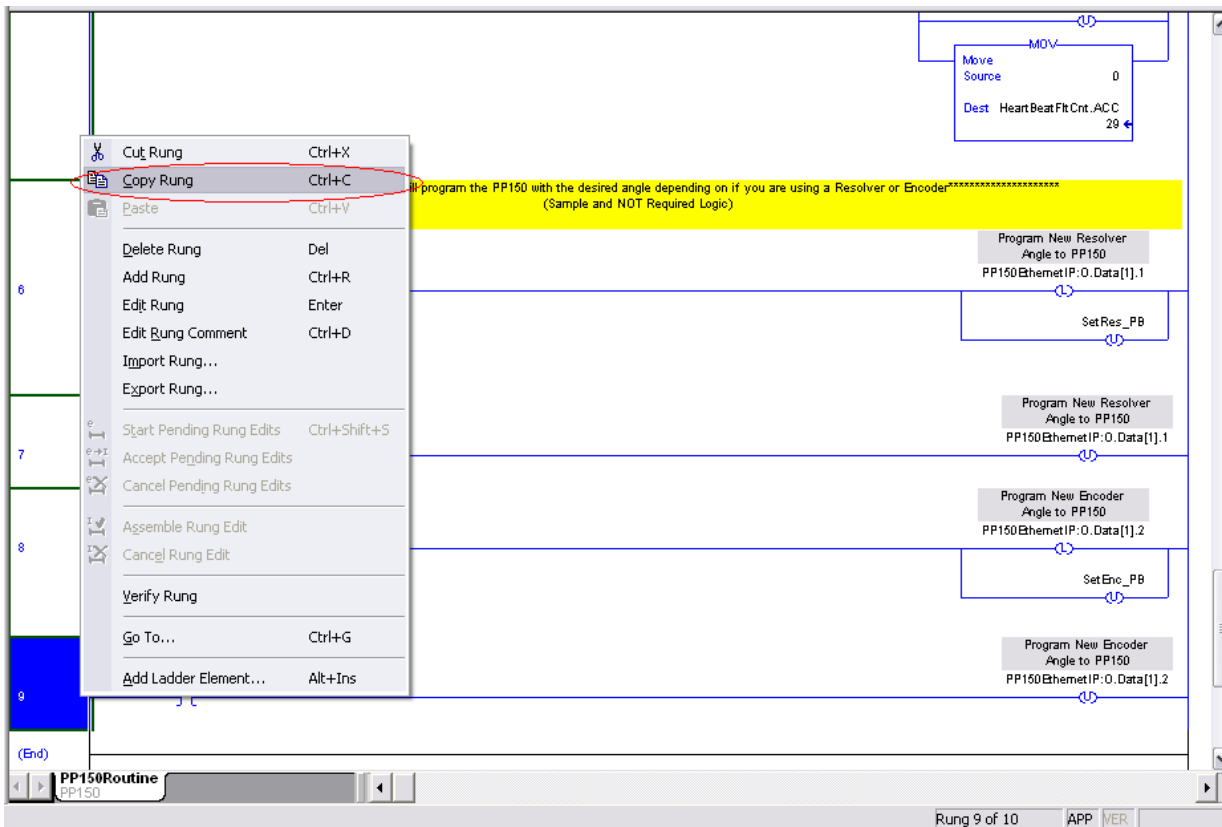 (U)
MOV
Move
Source 0
Dest HeartBeatFltCnt.ACC
29
Cut Rung Ctrl+X
Copy Rung Ctrl+C
Paste Ctrl+V
Delete Rung Del
Add Rung Ctrl+R
Edit Rung Enter
Edit Rung Comment Ctrl+D
Import Rung...
Export Rung...
Start Pending Rung Edits Ctrl+Shift+S
Accept Pending Rung Edits
Cancel Pending Rung Edits
Assemble Rung Edit
Cancel Rung Edit
Verify Rung
Go To... Ctrl+G
Add Ladder Element... Alt+Ins
program the PP150 with the desired angle depending on if you are using a Resolver or Encoder*********************
(Sample and NOT Required Logic)
6
Program New Resolver
Angle to PP150
PP150EthernetIP:O.Data[1].1
(L)
SetRes_PB
(U)
7
Program New Resolver
Angle to PP150
PP150EthernetIP:O.Data[1].1
(U)
8
Program New Encoder
Angle to PP150
PP150EthernetIP:O.Data[1].2
(L)
SetEnc_PB
(U)
9
Program New Encoder
Angle to PP150
PP150EthernetIP:O.Data[1].2
(U)
(End)
PP150Routine
PP150
Rung 9 of 10 APP VER